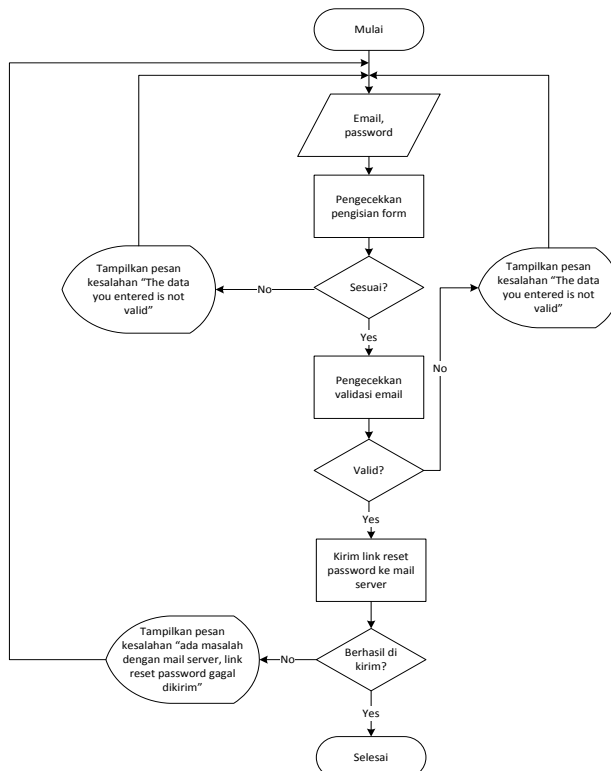 Mulai
Email,
password
Pengecekkan
pengisian form
Tampilkan pesan
kesalahan “The data
you entered is not
valid”
No
Sesuai?
Tampilkan pesan
kesalahan “The data
you entered is not
valid”
Yes
Pengecekkan
validasi email
No
Valid?
Yes
Kirim link reset
password ke mail
server
Tampilkan pesan
kesalahan “ada masalah
dengan mail server, link
reset password gagal
dikirim”
No
Berhasil di
kirim?
Yes
Selesai